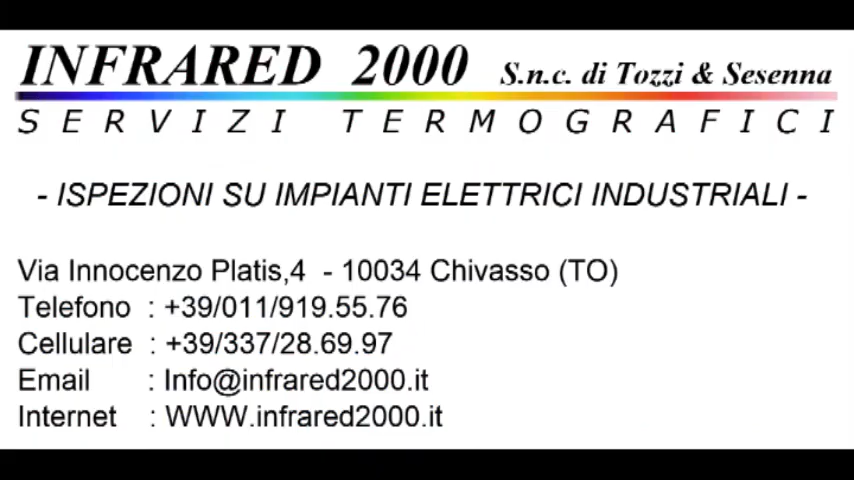 INFRARED 2000 S.n.c. di Tozzi & Sesenna
SERVIZI TERMOGRAFICI
- ISPEZIONI SU IMPIANTI ELETTRICI INDUSTRIALI -
Via Innocenzo Platis,4 - 10034 Chivasso (TO)
Telefono : +39/011/919.55.76
Cellulare : +39/337/28.69.97
Email : Info@infrared2000.it
Internet : WWW.infrared2000.it